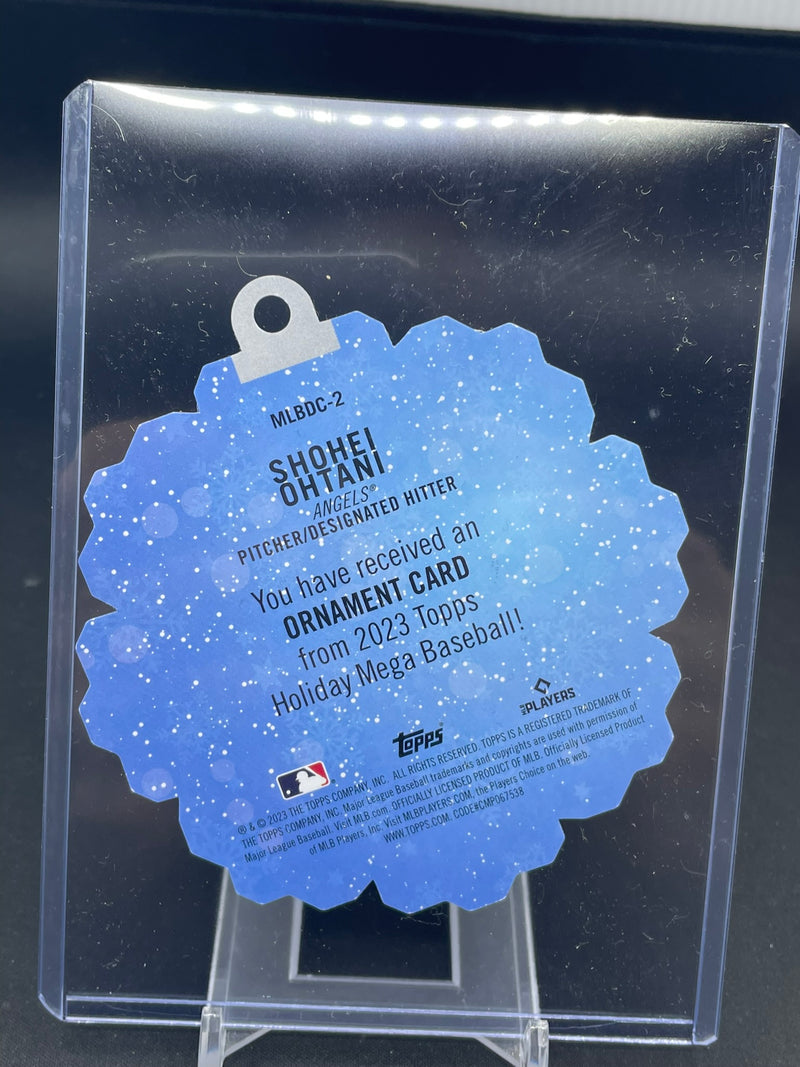 MLBDC-2
SHOHEI
OHTANI
ANGELS®
PITCHER/DESIGNATED HITTER
You have received an
ORNAMENT CARD
from 2023 Topps
Holiday Mega Baseball!
MLB PLAYERS
topps®
® & © 2023 THE TOPPS COMPANY, INC. ALL RIGHTS RESERVED. TOPPS IS A REGISTERED TRADEMARK OF
THE TOPPS COMPANY, INC. Major League Baseball trademarks and copyrights are used with permission of
Major League Baseball. Visit MLB.com. OFFICIALLY LICENSED PRODUCT OF MLB. Officially Licensed Product
of MLB Players, Inc. Visit MLBPLAYERS.COM, the Players Choice on the web.
WWW.TOPPS.COM. CODE#CMP067538